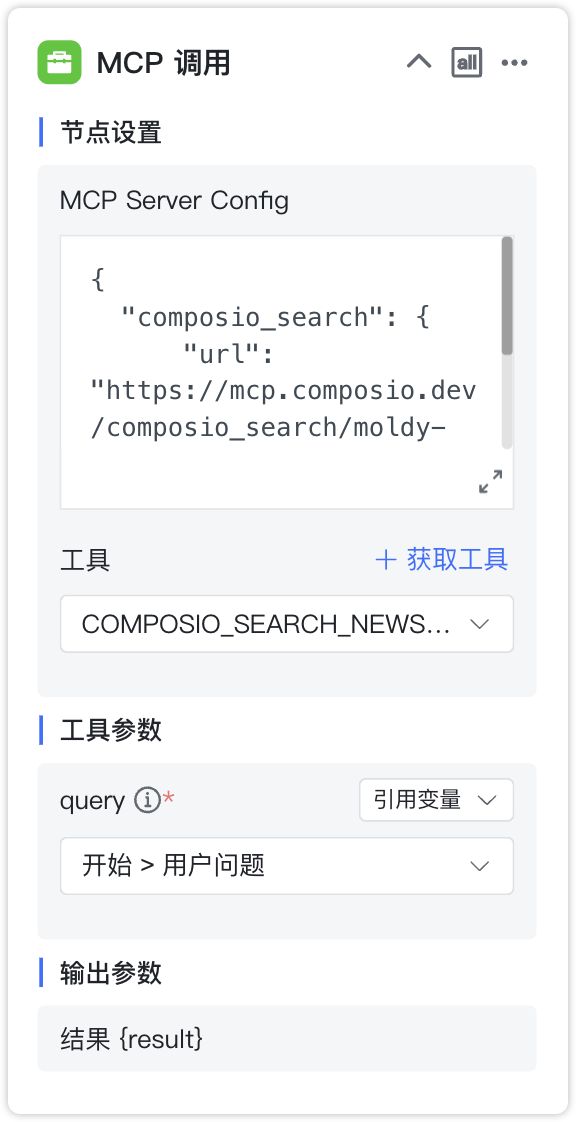 MCP 调用
all
节点设置
MCP Server Config
{
"composio_search": {
"url":
"https://mcp.composio.dev
/composio_search/moldy-
工具
+ 获取工具
COMPOSIO_SEARCH_NEWS...
工具参数
query ⓘ*
引用变量
开始 > 用户问题
输出参数
结果 {result}